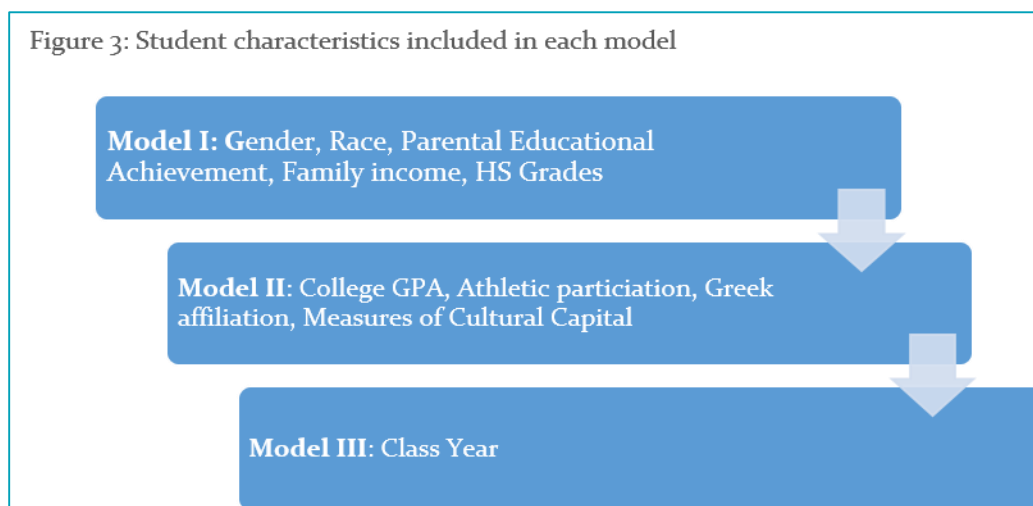 Figure 3: Student characteristics included in each model
Model I: Gender, Race, Parental Educational
Achievement, Family income, HS Grades
Model II: College GPA, Athletic particiation, Greek
affiliation, Measures of Cultural Capital
Model III: Class Year